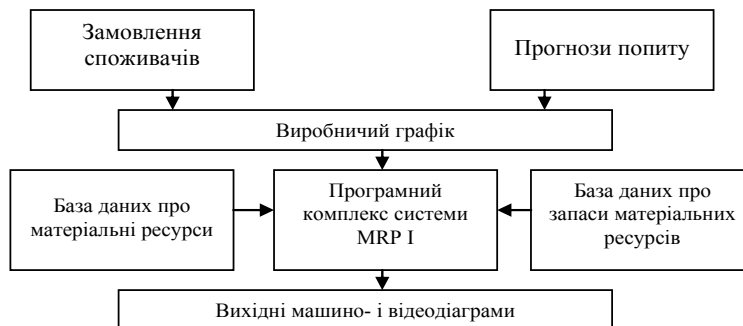 Замовлення
споживачів
Прогнози попиту
Виробничий графік
База даних про
матеріальні ресурси
Програмний
комплекс системи
MRP I
База даних про
запаси матеріальних
ресурсів
Вихідні машино- і відеодіаграми